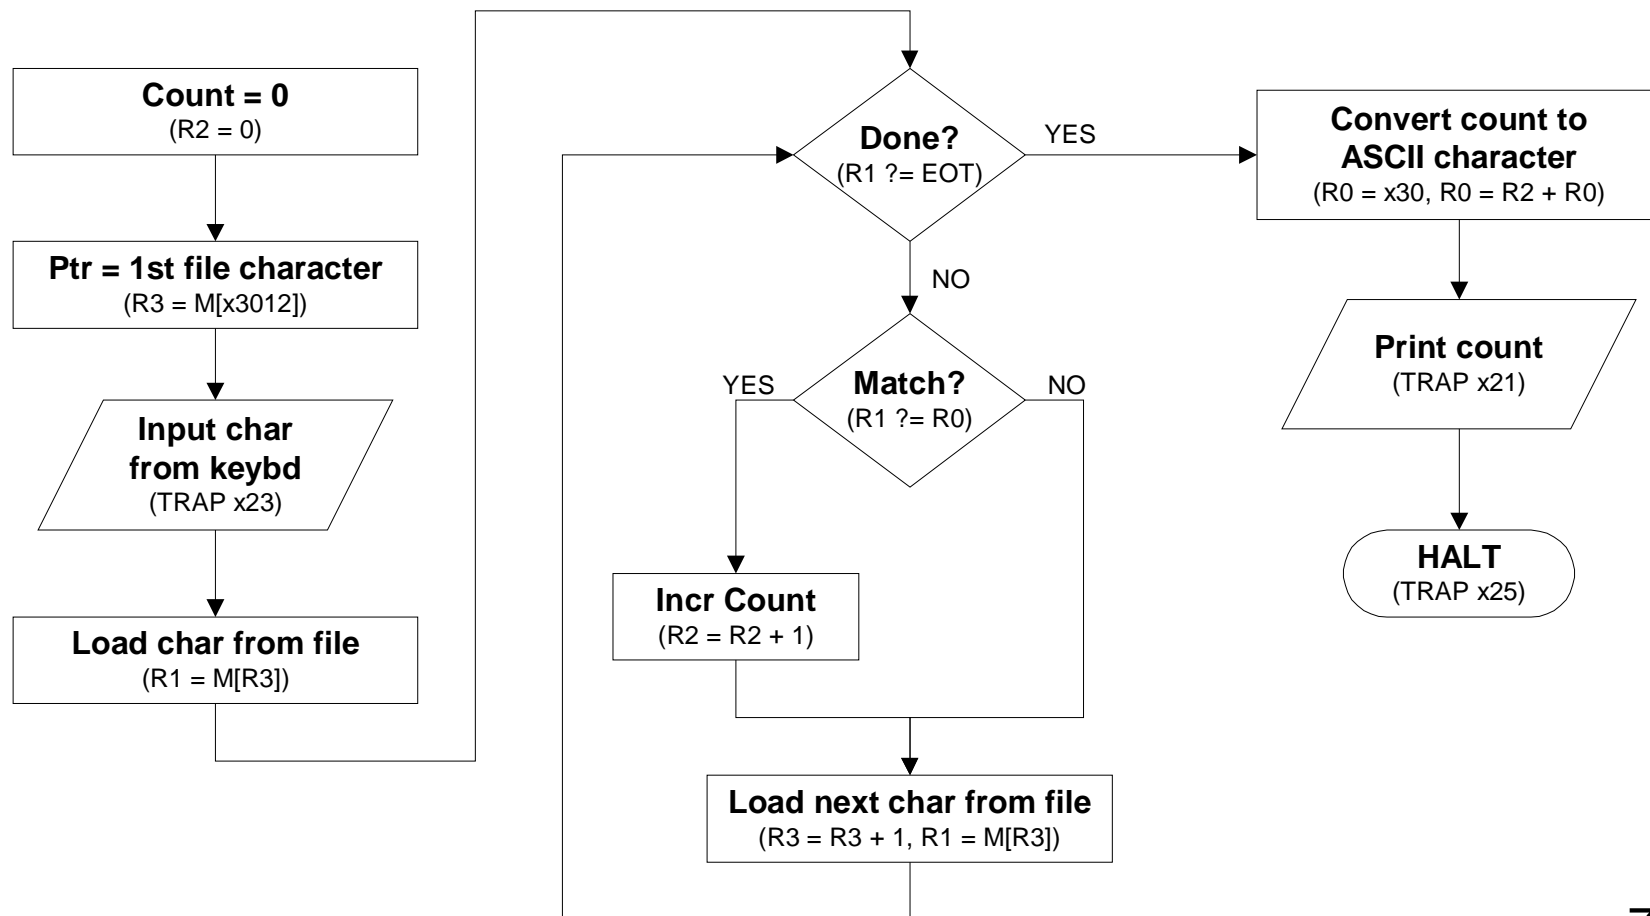 Count = 0
(R2 = 0)
Ptr = 1st file character
(R3 = M[x3012])
Input char
from keybd
(TRAP x23)
Load char from file
(R1 = M[R3])
Done?
(R1 ?= EOT)
YES
NO
Match?
(R1 ?= R0)
YES
NO
Incr Count
(R2 = R2 + 1)
Load next char from file
(R3 = R3 + 1, R1 = M[R3])
Convert count to
ASCII character
(R0 = x30, R0 = R2 + R0)
Print count
(TRAP x21)
HALT
(TRAP x25)